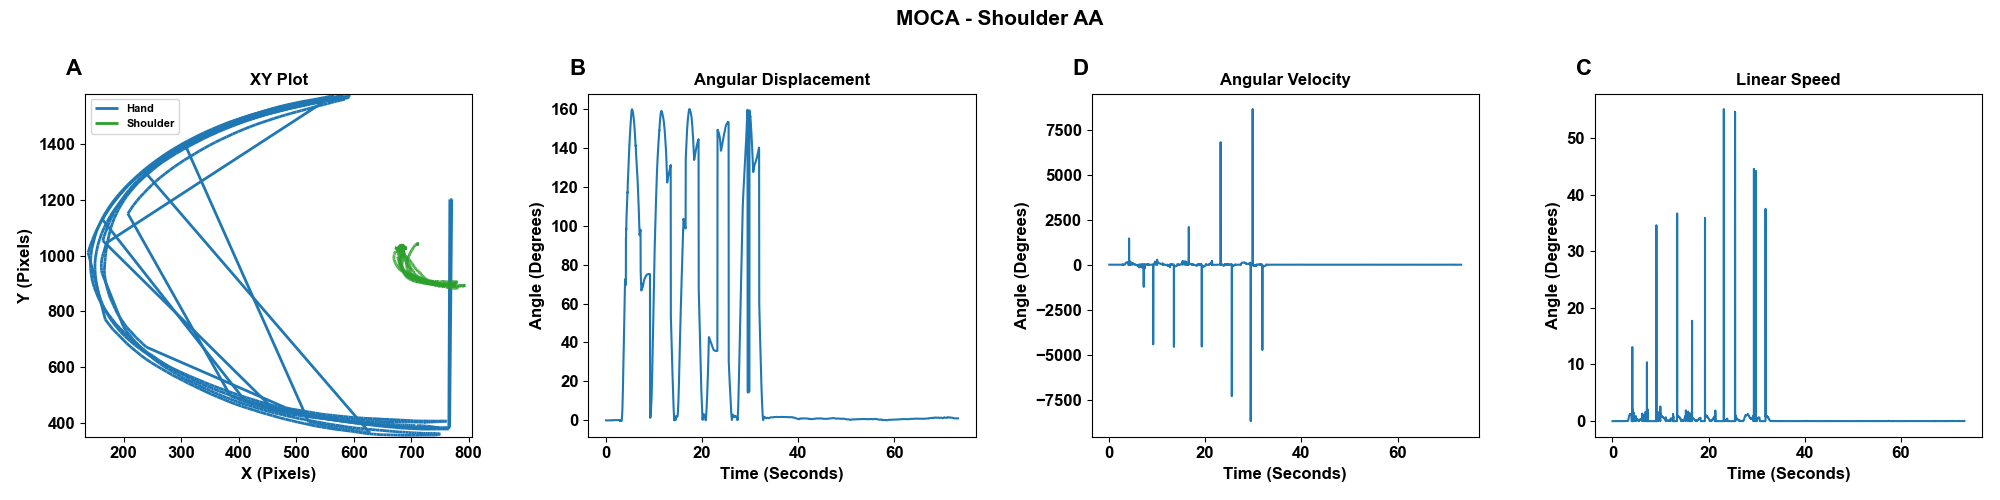 MOCA - Shoulder AA
A
XY Plot
Hand
Shoulder
1400
1200
1000
800
600
400
200 300 400 500 600 700 800
Y (Pixels)
X (Pixels)
B
Angular Displacement
160
140
120
100
80
60
40
20
0
0 20 40 60
Angle (Degrees)
Time (Seconds)
D
Angular Velocity
7500
5000
2500
0
−2500
−5000
−7500
0 20 40 60
Angle (Degrees)
Time (Seconds)
C
Linear Speed
50
40
30
20
10
0
0 20 40 60
Angle (Degrees)
Time (Seconds)